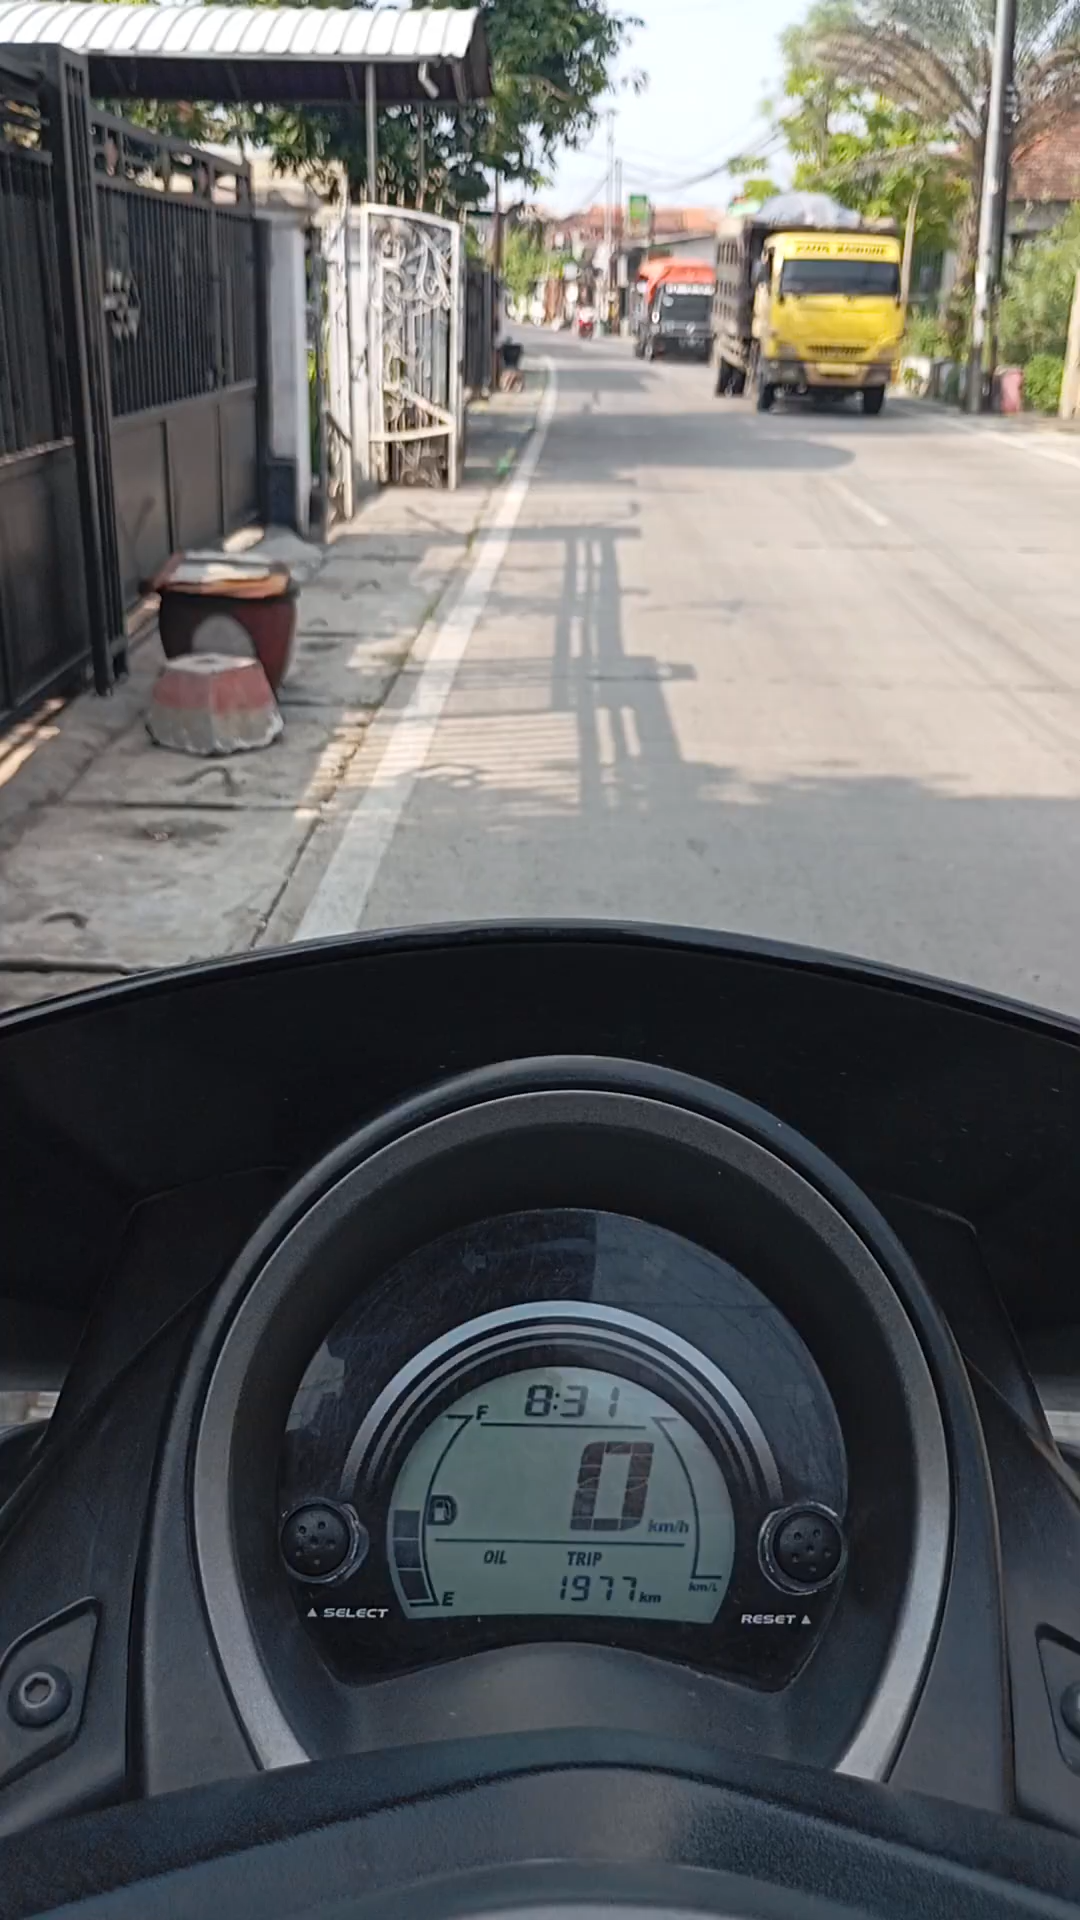 8:31
F
0 km/h
OIL TRIP
1977 km
km/L
E
▲ SELECT
RESET ▲